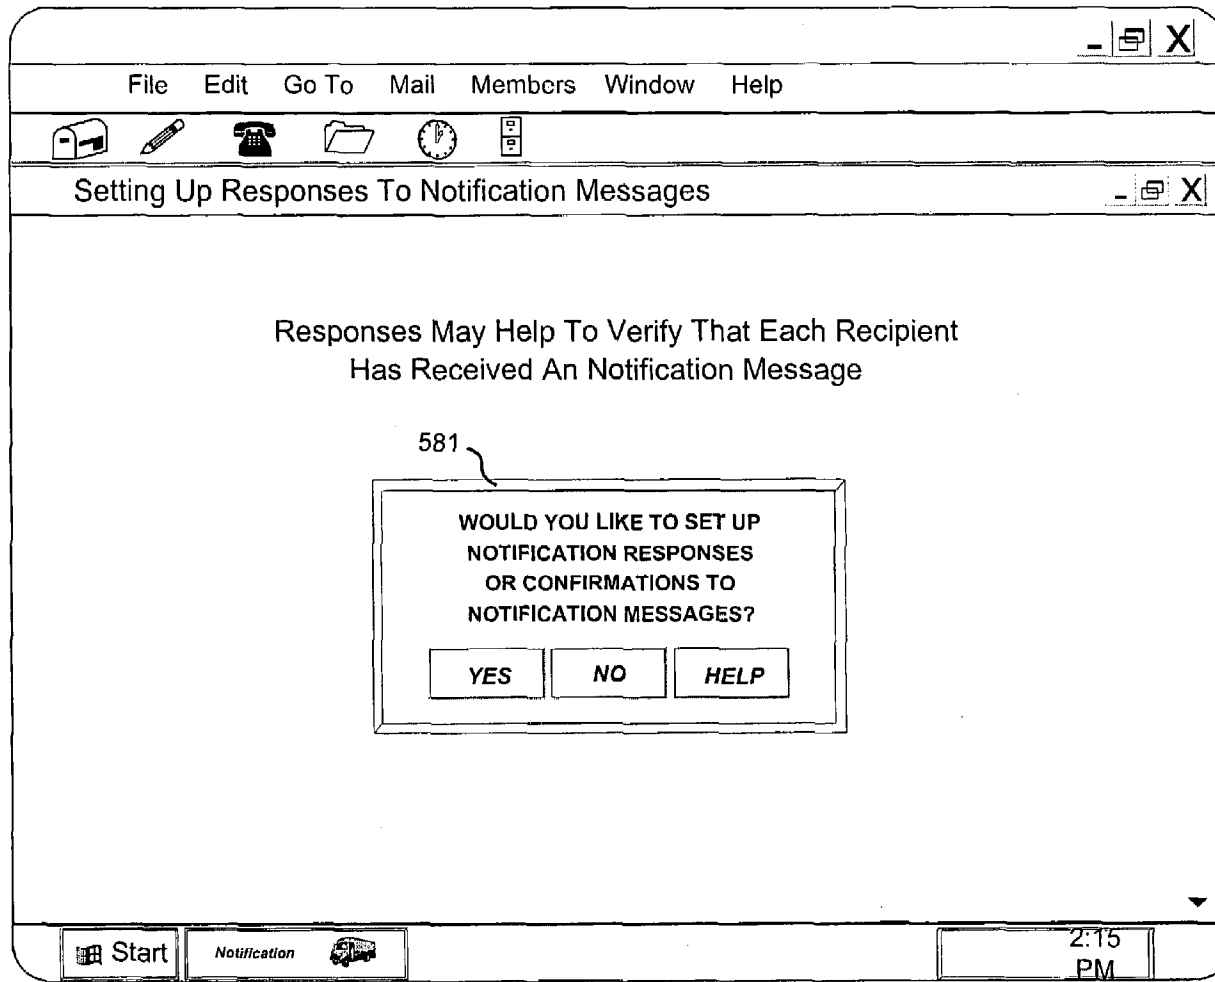 File Edit Go To Mail Members Window Help
Setting Up Responses To Notification Messages
Responses May Help To Verify That Each Recipient
Has Received An Notification Message
581
WOULD YOU LIKE TO SET UP
NOTIFICATION RESPONSES
OR CONFIRMATIONS TO
NOTIFICATION MESSAGES?
YES NO HELP
Start Notification 2:15
PM